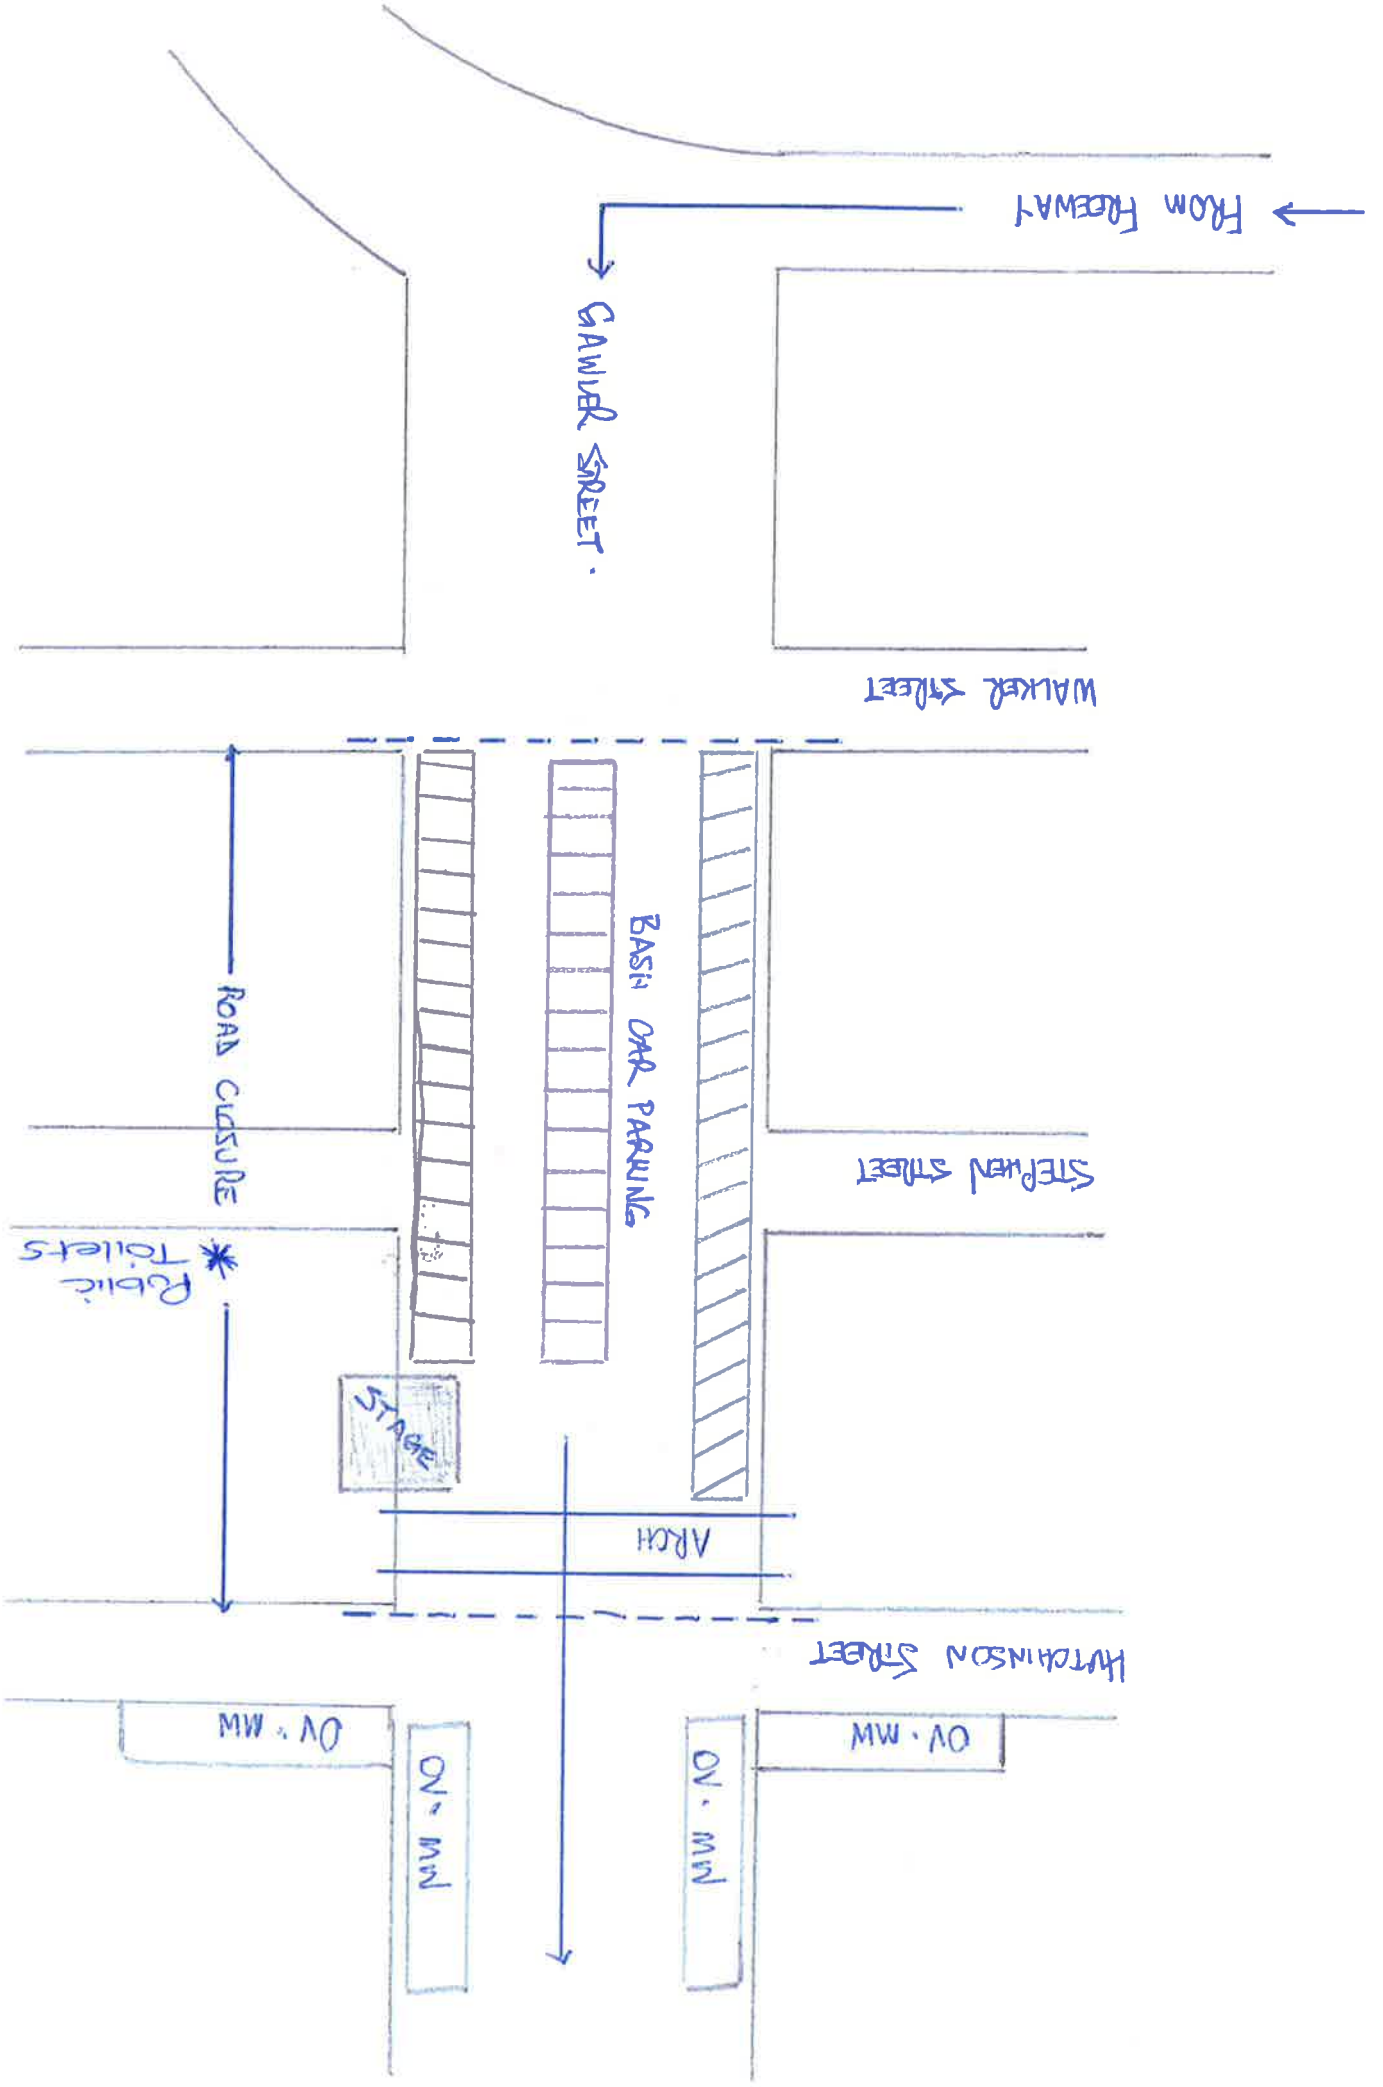 FROM FREEWAY
GAWLER STREET.
WALKER STREET
BASH CAR PARKING
ROAD CLOSURE
STEPHEN STREET
Public
Toilets
STAGE
ARCH
HUTCHINSON STREET
OV. MW
OV. MW
OV. MW
OV. MW